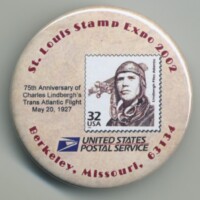 St. Louis Stamp Expo 2002
75th Anniversary of
Charles Lindbergh's
Trans Atlantic Flight
May 20, 1927
32
USA
UNITED STATES
POSTAL SERVICE
Berkeley, Missouri, 63134